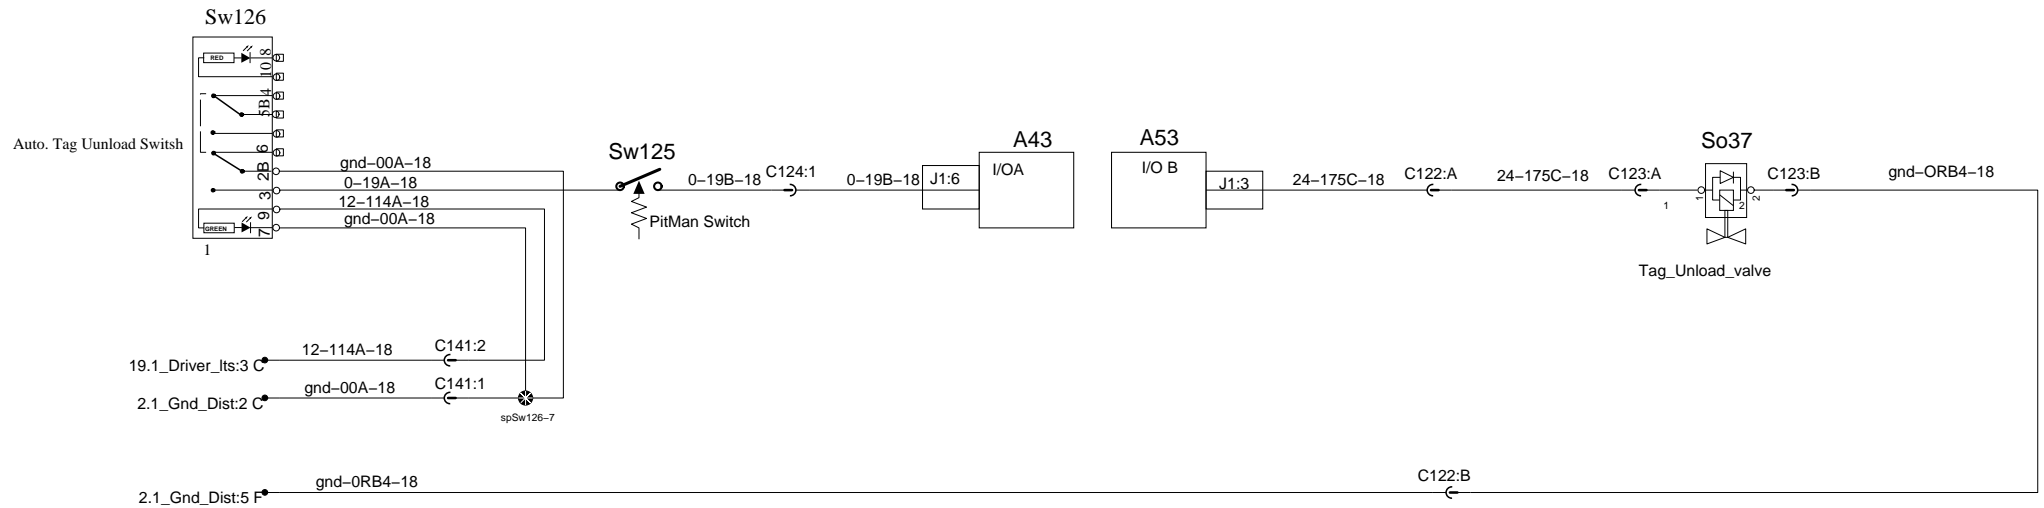 Sw126
RED
8
10
4
5B
6
2B
3
9
7
GREEN
1
Auto. Tag Uunload Switsh
gnd-00A-18
0-19A-18
12-114A-18
gnd-00A-18
Sw125
PitMan Switch
0-19B-18
C124:1
0-19B-18
J1:6
A43
I/OA
A53
I/O B
J1:3
24-175C-18
C122:A
24-175C-18
C123:A
1
So37
1
2
2
C123:B
gnd-ORB4-18
Tag_Unload_valve
19.1_Driver_lts:3 C
12-114A-18
C141:2
2.1_Gnd_Dist:2 C
gnd-00A-18
C141:1
spSw126-7
2.1_Gnd_Dist:5 F
gnd-0RB4-18
C122:B